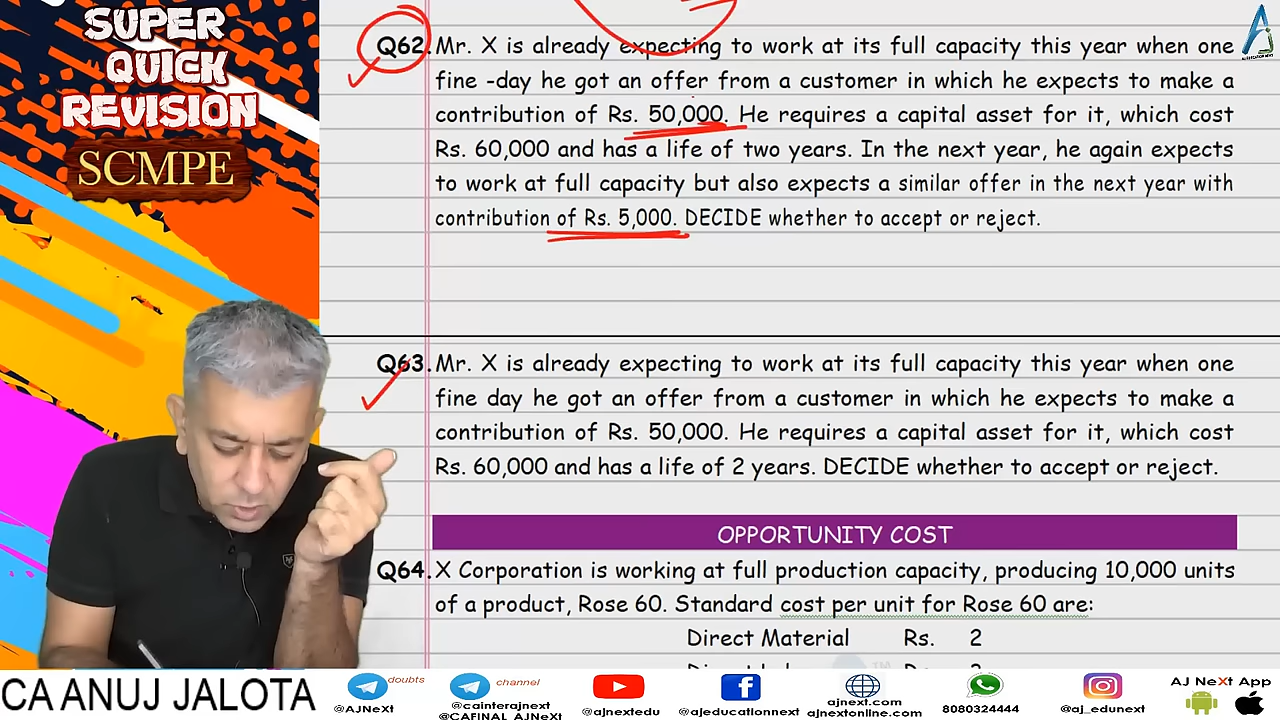 SUPER
QUICK
REVISION
SCMPE
Q62. Mr. X is already expecting to work at its full capacity this year when one
fine -day he got an offer from a customer in which he expects to make a
contribution of Rs. 50,000. He requires a capital asset for it, which cost
Rs. 60,000 and has a life of two years. In the next year, he again expects
to work at full capacity but also expects a similar offer in the next year with
contribution of Rs. 5,000. DECIDE whether to accept or reject.
Q63. Mr. X is already expecting to work at its full capacity this year when one
fine day he got an offer from a customer in which he expects to make a
contribution of Rs. 50,000. He requires a capital asset for it, which cost
Rs. 60,000 and has a life of 2 years. DECIDE whether to accept or reject.
OPPORTUNITY COST
Q64. X Corporation is working at full production capacity, producing 10,000 units
of a product, Rose 60. Standard cost per unit for Rose 60 are:
Direct Material Rs. 2
CA ANUJ JALOTA
doubts
@AJNeXt
channel
@cainterajnext
@CAFINAL_AJNeXt
@ajnextedu
@ajeducationnext
ajnext.com
ajnextonline.com
8080324444
@aj_edunext
AJ NeXt App